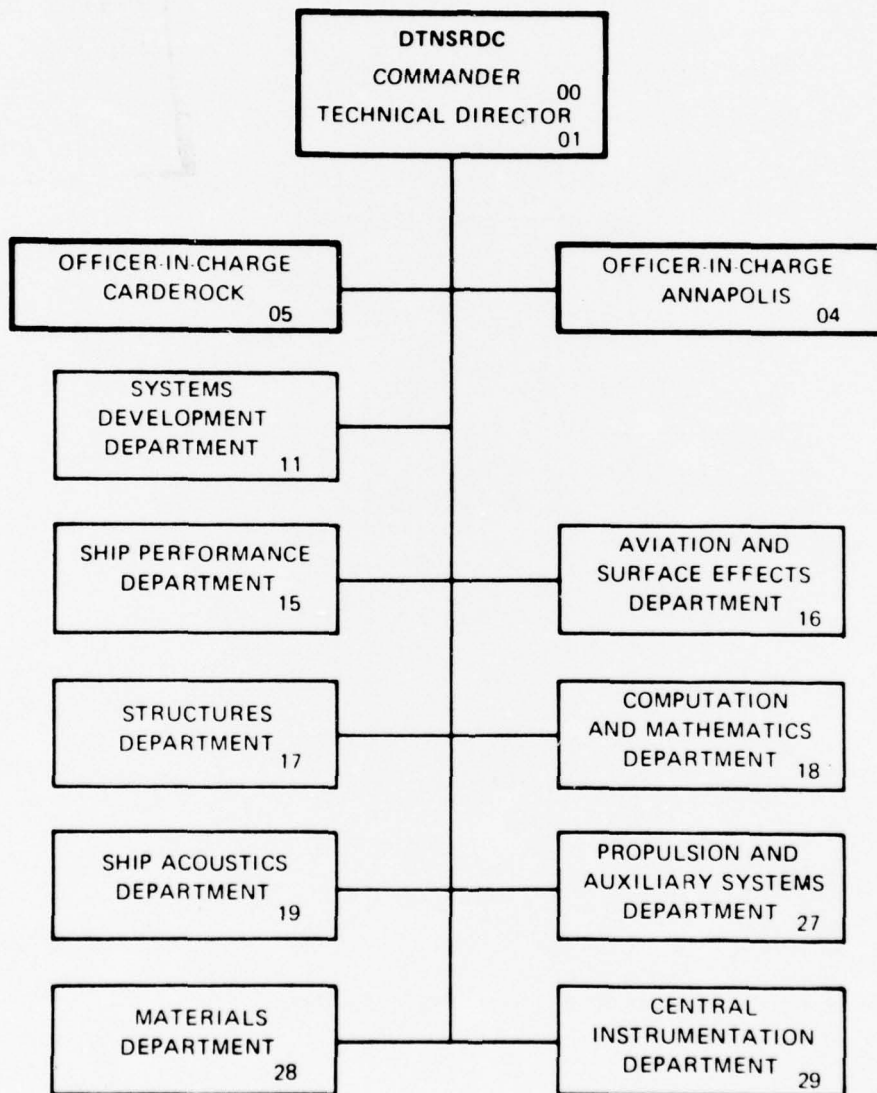 DTNSRDC
COMMANDER
00
TECHNICAL DIRECTOR
01
OFFICER-IN-CHARGE
CARDEROCK
05
OFFICER-IN-CHARGE
ANNAPOLIS
04
SYSTEMS
DEVELOPMENT
DEPARTMENT
11
SHIP PERFORMANCE
DEPARTMENT
15
AVIATION AND
SURFACE EFFECTS
DEPARTMENT
16
STRUCTURES
DEPARTMENT
17
COMPUTATION
AND MATHEMATICS
DEPARTMENT
18
SHIP ACOUSTICS
DEPARTMENT
19
PROPULSION AND
AUXILIARY SYSTEMS
DEPARTMENT
27
MATERIALS
DEPARTMENT
28
CENTRAL
INSTRUMENTATION
DEPARTMENT
29